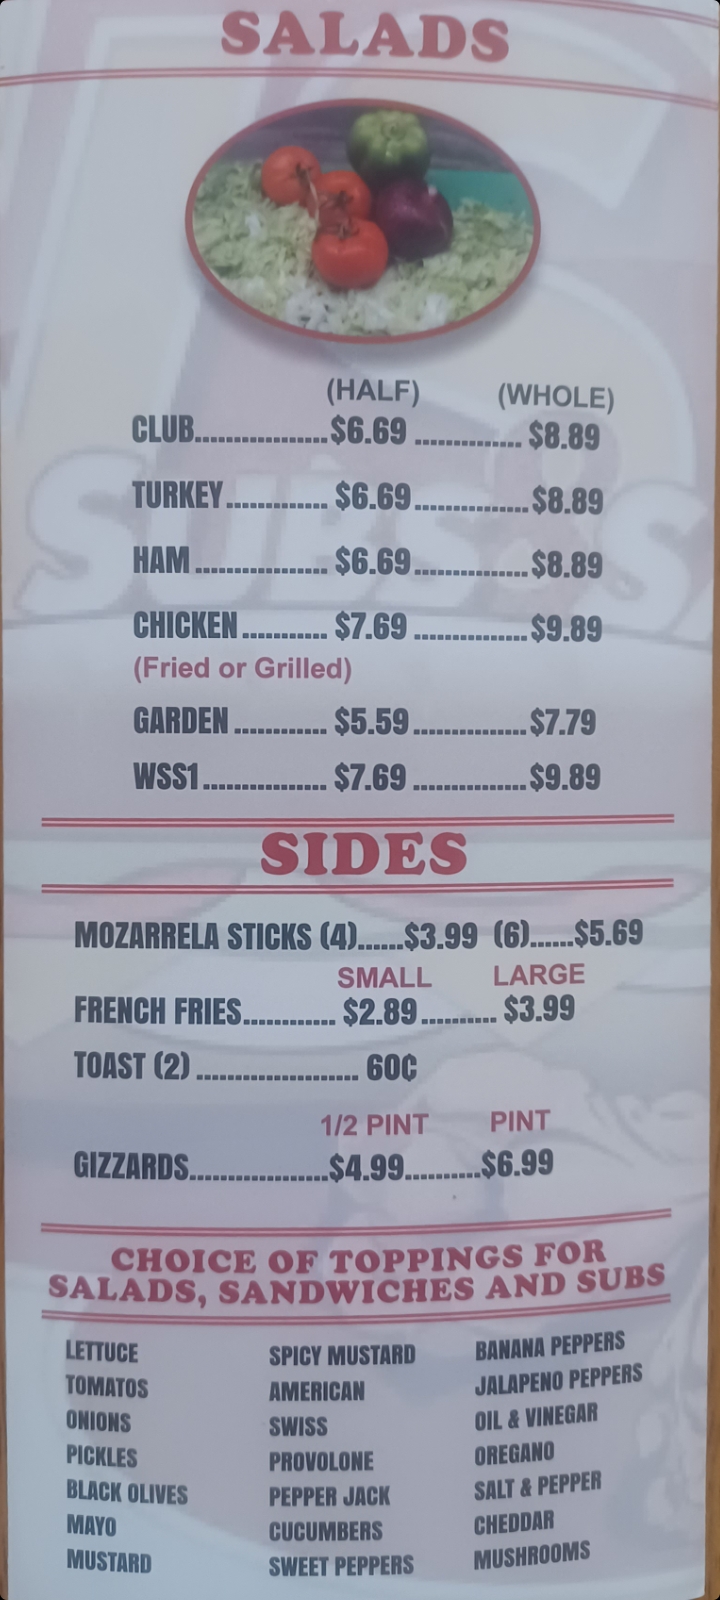 SALADS
(HALF) (WHOLE)
CLUB..................$6.69 .............. $8.89
TURKEY.............. $6.69................$8.89
HAM .................. $6.69................$8.89
CHICKEN............ $7.69 ................$9.89
(Fried or Grilled)
GARDEN ............. $5.59................$7.79
WSS1................. $7.69 ................$9.89
SIDES
MOZARRELA STICKS (4)......$3.99 (6)......$5.69
SMALL LARGE
FRENCH FRIES............ $2.89.......... $3.99
TOAST (2) ..................... 60¢
1/2 PINT PINT
GIZZARDS..................$4.99..........$6.99
CHOICE OF TOPPINGS FOR
SALADS, SANDWICHES AND SUBS
LETTUCE SPICY MUSTARD BANANA PEPPERS
TOMATOS AMERICAN JALAPENO PEPPERS
ONIONS SWISS OIL & VINEGAR
PICKLES PROVOLONE OREGANO
BLACK OLIVES PEPPER JACK SALT & PEPPER
MAYO CUCUMBERS CHEDDAR
MUSTARD SWEET PEPPERS MUSHROOMS